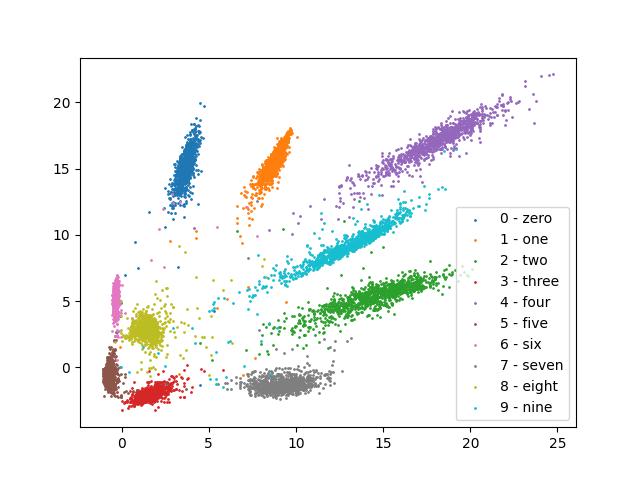 20
15
10
5
0
0 - zero
1 - one
2 - two
3 - three
4 - four
5 - five
6 - six
7 - seven
8 - eight
9 - nine
0 5 10 15 20 25